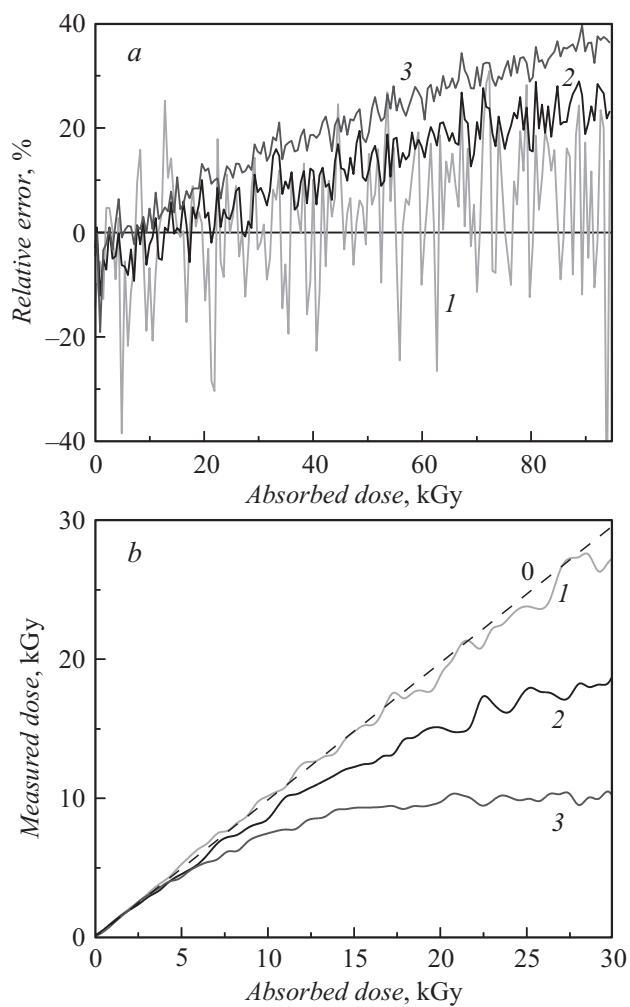 40
a
3
2
20
Relative error, %
0
1
−20
−40
0 20 40 60 80
Absorbed dose, kGy
30
b
0
1
20
Measured dose, kGy
2
10
3
0
0 5 10 15 20 25 30
Absorbed dose, kGy